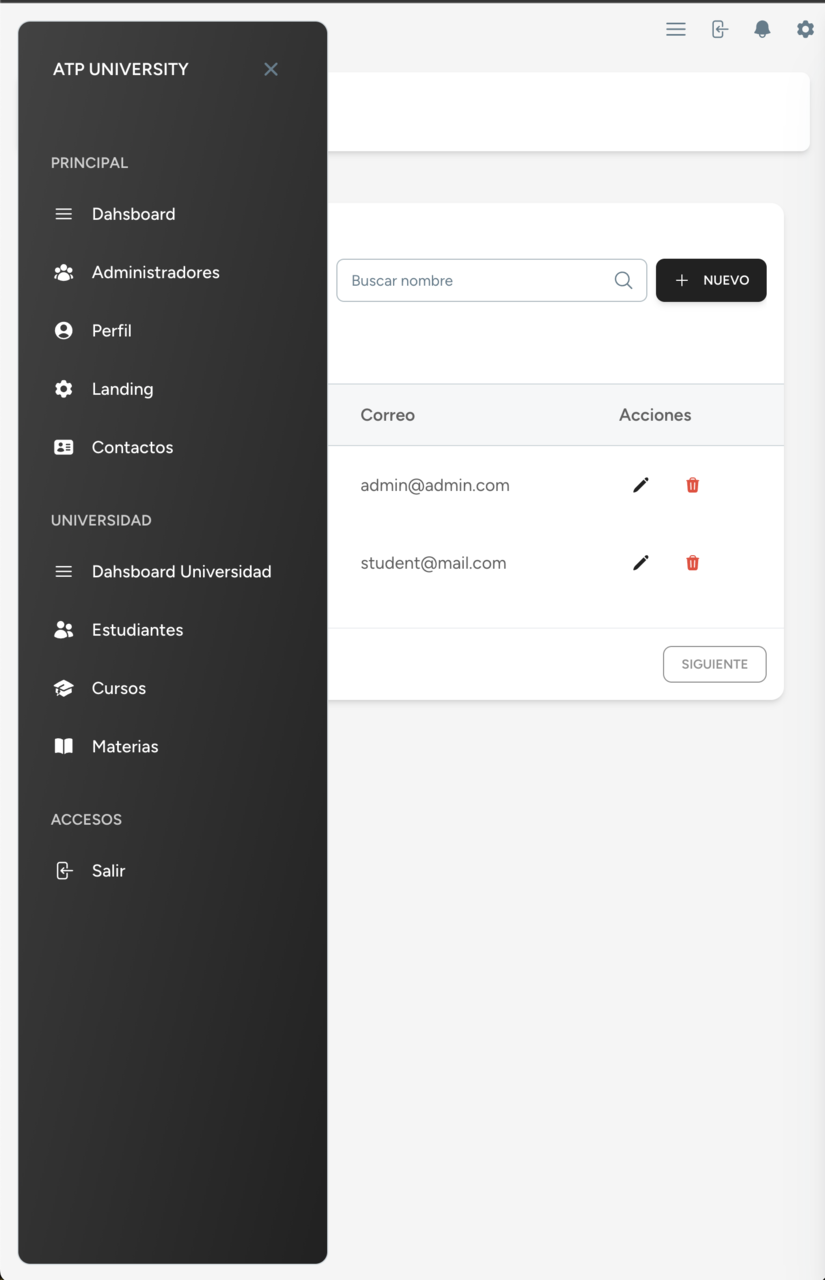 ATP UNIVERSITY
PRINCIPAL
Dahsboard
Administradores
Perfil
Landing
Contactos
UNIVERSIDAD
Dahsboard Universidad
Estudiantes
Cursos
Materias
ACCESOS
Salir
Buscar nombre
NUEVO
Correo Acciones
admin@admin.com
student@mail.com
SIGUIENTE